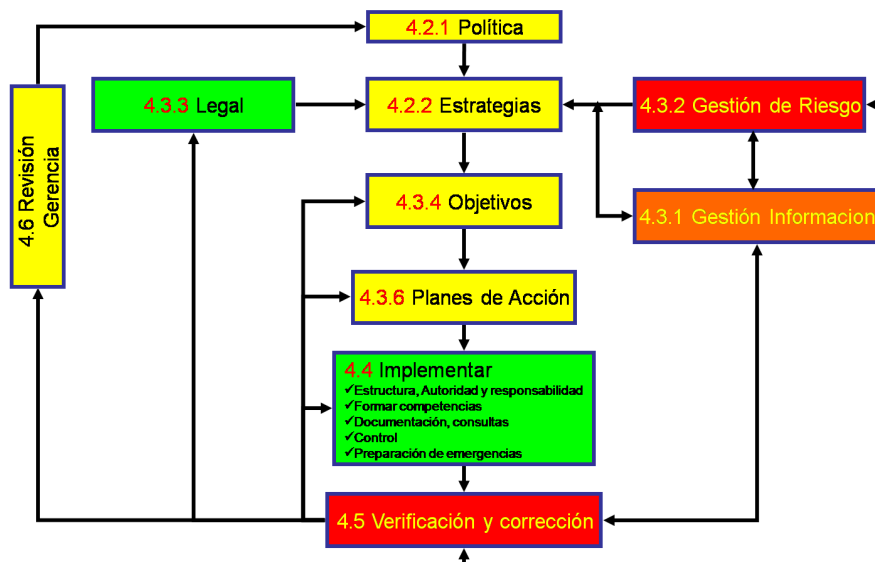 4.2.1 Política
4.3.3 Legal
4.2.2 Estrategias
4.3.2 Gestión de Riesgo
4.6 Revisión
Gerencia
4.3.4 Objetivos
4.3.1 Gestión Informacion
4.3.6 Planes de Acción
4.4 Implementar
✓Estructura, Autoridad y responsabilidad
✓Formar competencias
✓Documentación, consultas
✓Control
✓Preparación de emergencias
4.5 Verificación y corrección